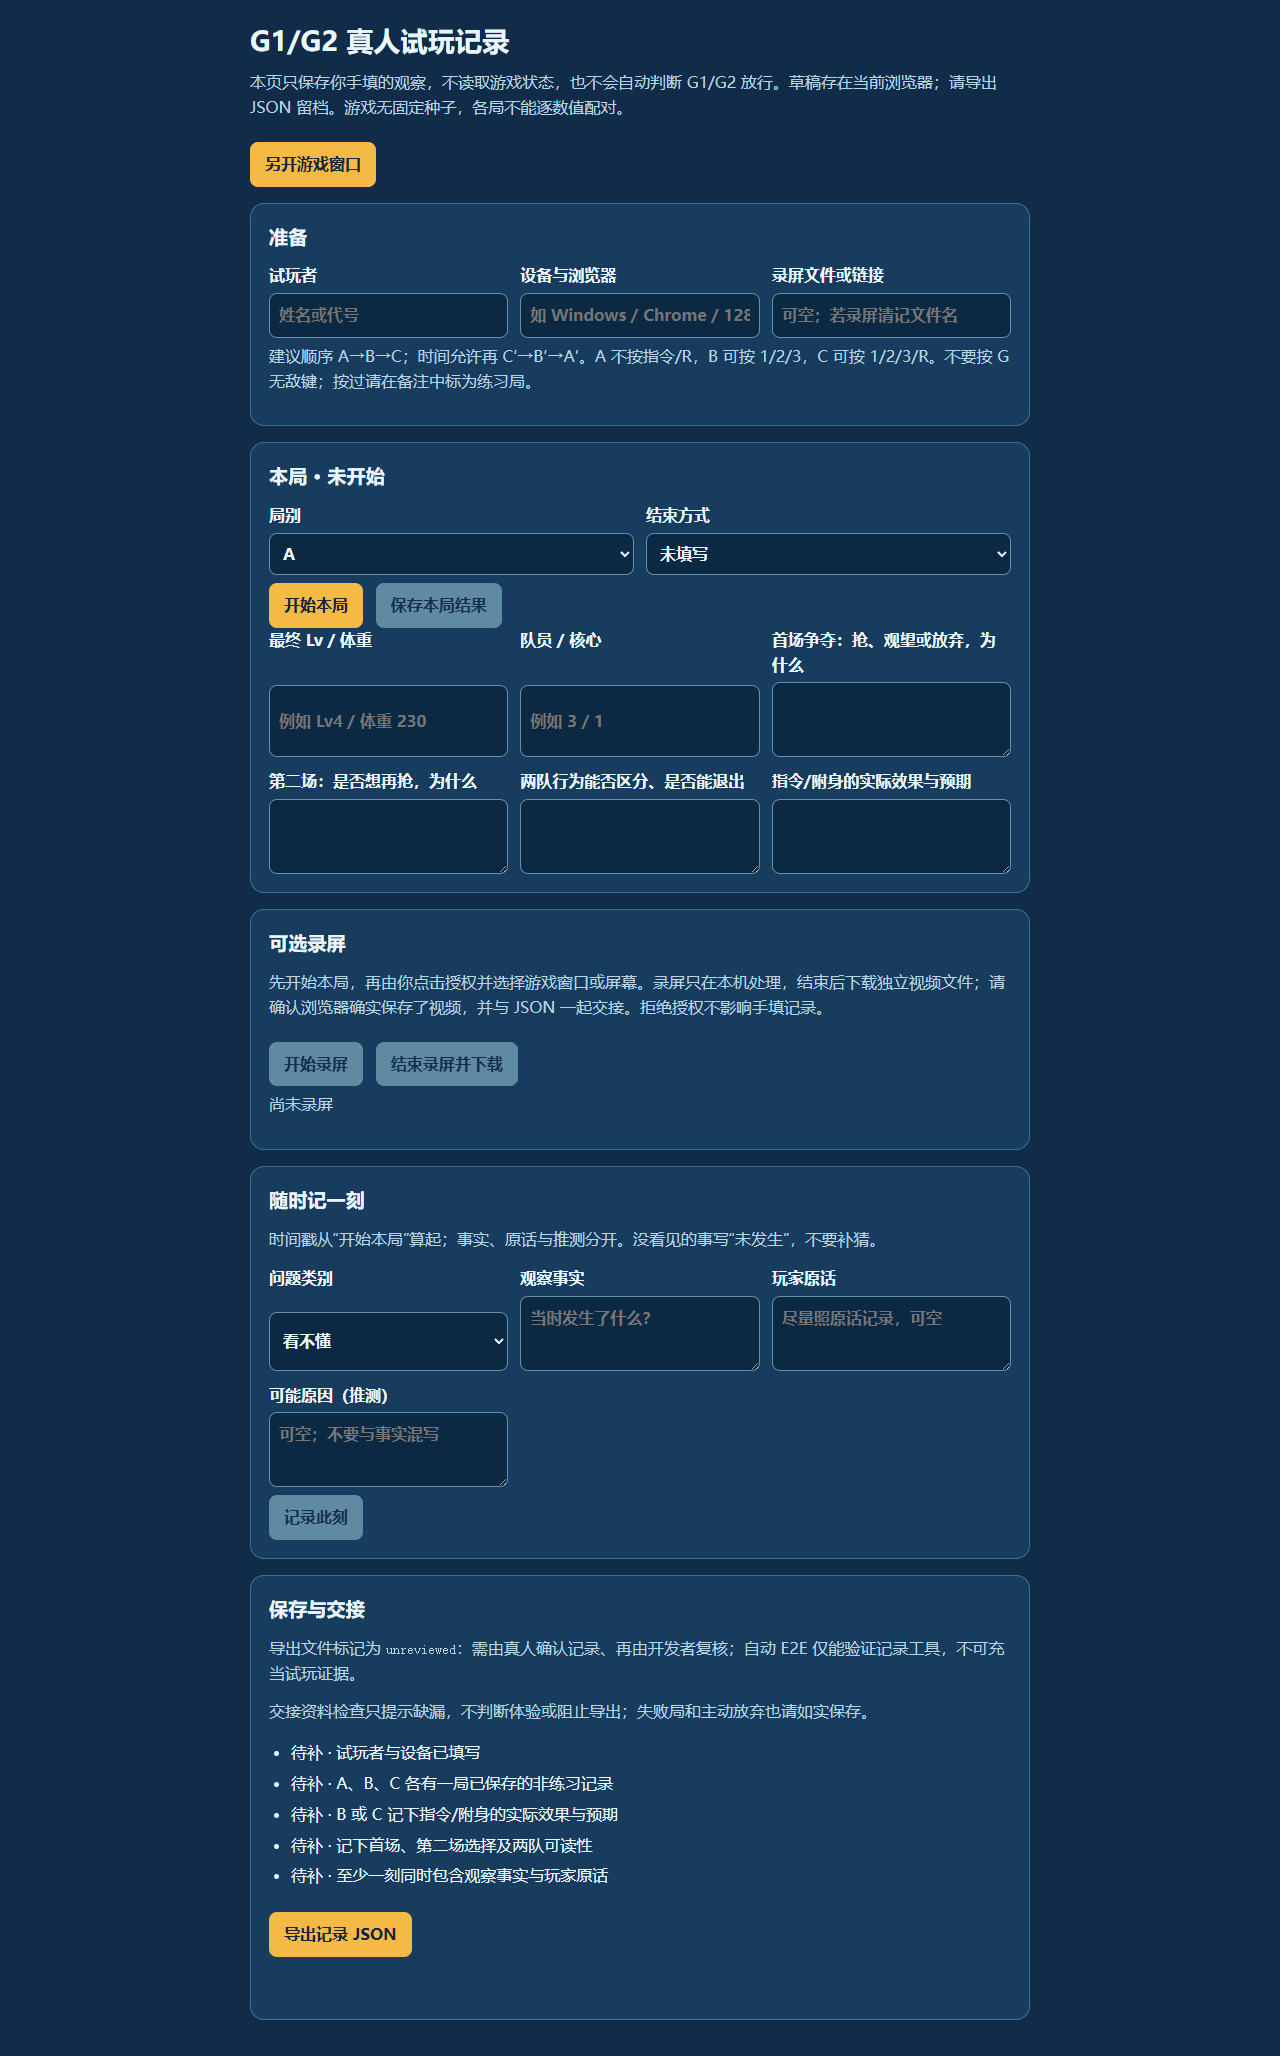 G1/G2 真人试玩记录
本页只保存你手填的观察，不读取游戏状态，也不会自动判断 G1/G2 放行。草稿存在当前浏览器；请导出
JSON 留档。游戏无固定种子，各局不能逐数值配对。
另开游戏窗口
准备
试玩者
设备与浏览器
录屏文件或链接
姓名或代号
如 Windows / Chrome / 128
可空；若录屏请记文件名
建议顺序 A→B→C；时间允许再 C′→B′→A′。A 不按指令/R，B 可按 1/2/3，C 可按 1/2/3/R。不要按 G
无敌键；按过请在备注中标为练习局。
本局 · 未开始
局别
结束方式
A
未填写
开始本局
保存本局结果
最终 Lv / 体重
队员 / 核心
首场争夺：抢、观望或放弃，为
什么
例如 Lv4 / 体重 230
例如 3 / 1
第二场：是否想再抢，为什么
两队行为能否区分、是否能退出
指令/附身的实际效果与预期
可选录屏
先开始本局，再由你点击授权并选择游戏窗口或屏幕。录屏只在本机处理，结束后下载独立视频文件；请
确认浏览器确实保存了视频，并与 JSON 一起交接。拒绝授权不影响手填记录。
开始录屏
结束录屏并下载
尚未录屏
随时记一刻
时间戳从“开始本局”算起；事实、原话与推测分开。没看见的事写“未发生”，不要补猜。
问题类别
观察事实
玩家原话
看不懂
当时发生了什么？
尽量照原话记录，可空
可能原因（推测）
可空；不要与事实混写
记录此刻
保存与交接
导出文件标记为 unreviewed：需由真人确认记录、再由开发者复核；自动 E2E 仅能验证记录工具，不可充
当试玩证据。
交接资料检查只提示缺漏，不判断体验或阻止导出；失败局和主动放弃也请如实保存。
• 待补 · 试玩者与设备已填写
• 待补 · A、B、C 各有一局已保存的非练习记录
• 待补 · B 或 C 记下指令/附身的实际效果与预期
• 待补 · 记下首场、第二场选择及两队可读性
• 待补 · 至少一刻同时包含观察事实与玩家原话
导出记录 JSON